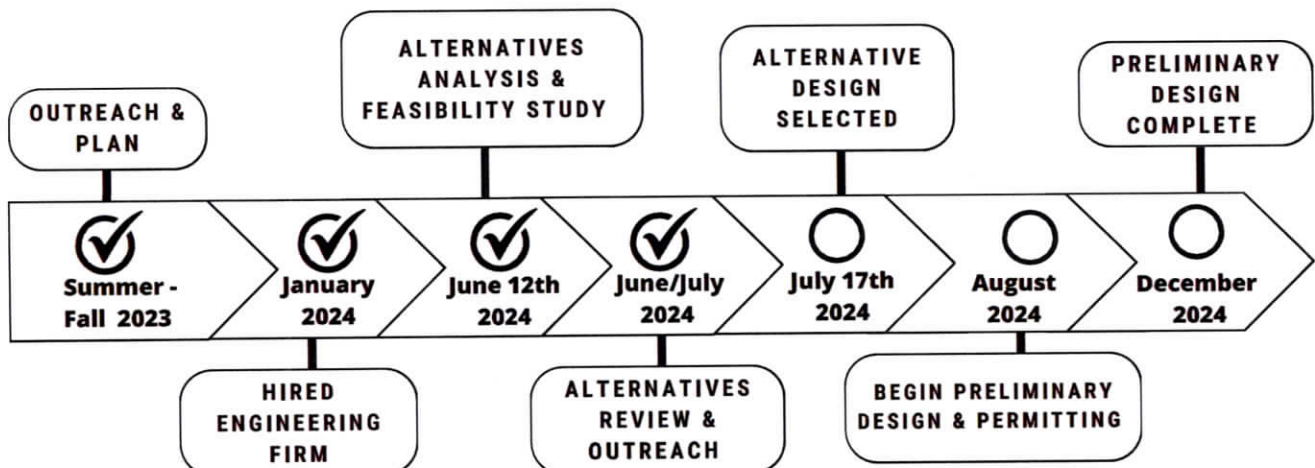 OUTREACH &
PLAN
ALTERNATIVES
ANALYSIS &
FEASIBILITY STUDY
ALTERNATIVE
DESIGN
SELECTED
PRELIMINARY
DESIGN
COMPLETE
Summer -
Fall 2023
January
2024
June 12th
2024
June/July
2024
July 17th
2024
August
2024
December
2024
HIRED
ENGINEERING
FIRM
ALTERNATIVES
REVIEW &
OUTREACH
BEGIN PRELIMINARY
DESIGN & PERMITTING